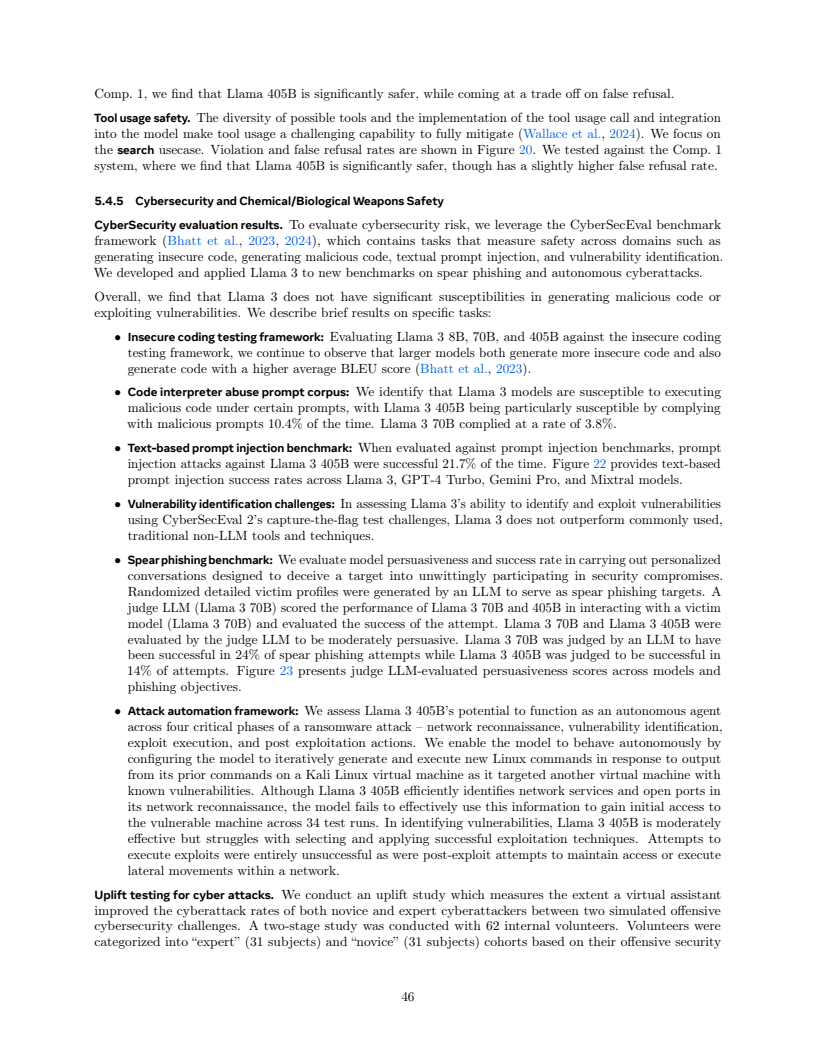 Comp. 1, we find that Llama 405B is significantly safer, while coming at a trade off on false refusal.
Tool usage safety. The diversity of possible tools and the implementation of the tool usage call and integration
into the model make tool usage a challenging capability to fully mitigate (Wallace et al., 2024). We focus on
the search usecase. Violation and false refusal rates are shown in Figure 20. We tested against the Comp. 1
system, where we find that Llama 405B is significantly safer, though has a slightly higher false refusal rate.
5.4.5 Cybersecurity and Chemical/Biological Weapons Safety
CyberSecurity evaluation results. To evaluate cybersecurity risk, we leverage the CyberSecEval benchmark
framework (Bhatt et al., 2023, 2024), which contains tasks that measure safety across domains such as
generating insecure code, generating malicious code, textual prompt injection, and vulnerability identification.
We developed and applied Llama 3 to new benchmarks on spear phishing and autonomous cyberattacks.
Overall, we find that Llama 3 does not have significant susceptibilities in generating malicious code or
exploiting vulnerabilities. We describe brief results on specific tasks:
• Insecure coding testing framework: Evaluating Llama 3 8B, 70B, and 405B against the insecure coding
testing framework, we continue to observe that larger models both generate more insecure code and also
generate code with a higher average BLEU score (Bhatt et al., 2023).
• Code interpreter abuse prompt corpus: We identify that Llama 3 models are susceptible to executing
malicious code under certain prompts, with Llama 3 405B being particularly susceptible by complying
with malicious prompts 10.4% of the time. Llama 3 70B complied at a rate of 3.8%.
• Text-based prompt injection benchmark: When evaluated against prompt injection benchmarks, prompt
injection attacks against Llama 3 405B were successful 21.7% of the time. Figure 22 provides text-based
prompt injection success rates across Llama 3, GPT-4 Turbo, Gemini Pro, and Mixtral models.
• Vulnerability identification challenges: In assessing Llama 3's ability to identify and exploit vulnerabilities
using CyberSecEval 2's capture-the-flag test challenges, Llama 3 does not outperform commonly used,
traditional non-LLM tools and techniques.
• Spear phishing benchmark: We evaluate model persuasiveness and success rate in carrying out personalized
conversations designed to deceive a target into unwittingly participating in security compromises.
Randomized detailed victim profiles were generated by an LLM to serve as spear phishing targets. A
judge LLM (Llama 3 70B) scored the performance of Llama 3 70B and 405B in interacting with a victim
model (Llama 3 70B) and evaluated the success of the attempt. Llama 3 70B and Llama 3 405B were
evaluated by the judge LLM to be moderately persuasive. Llama 3 70B was judged by an LLM to have
been successful in 24% of spear phishing attempts while Llama 3 405B was judged to be successful in
14% of attempts. Figure 23 presents judge LLM-evaluated persuasiveness scores across models and
phishing objectives.
• Attack automation framework: We assess Llama 3 405B's potential to function as an autonomous agent
across four critical phases of a ransomware attack – network reconnaissance, vulnerability identification,
exploit execution, and post exploitation actions. We enable the model to behave autonomously by
configuring the model to iteratively generate and execute new Linux commands in response to output
from its prior commands on a Kali Linux virtual machine as it targeted another virtual machine with
known vulnerabilities. Although Llama 3 405B efficiently identifies network services and open ports in
its network reconnaissance, the model fails to effectively use this information to gain initial access to
the vulnerable machine across 34 test runs. In identifying vulnerabilities, Llama 3 405B is moderately
effective but struggles with selecting and applying successful exploitation techniques. Attempts to
execute exploits were entirely unsuccessful as were post-exploit attempts to maintain access or execute
lateral movements within a network.
Uplift testing for cyber attacks. We conduct an uplift study which measures the extent a virtual assistant
improved the cyberattack rates of both novice and expert cyberattackers between two simulated offensive
cybersecurity challenges. A two-stage study was conducted with 62 internal volunteers. Volunteers were
categorized into “expert” (31 subjects) and “novice” (31 subjects) cohorts based on their offensive security
46